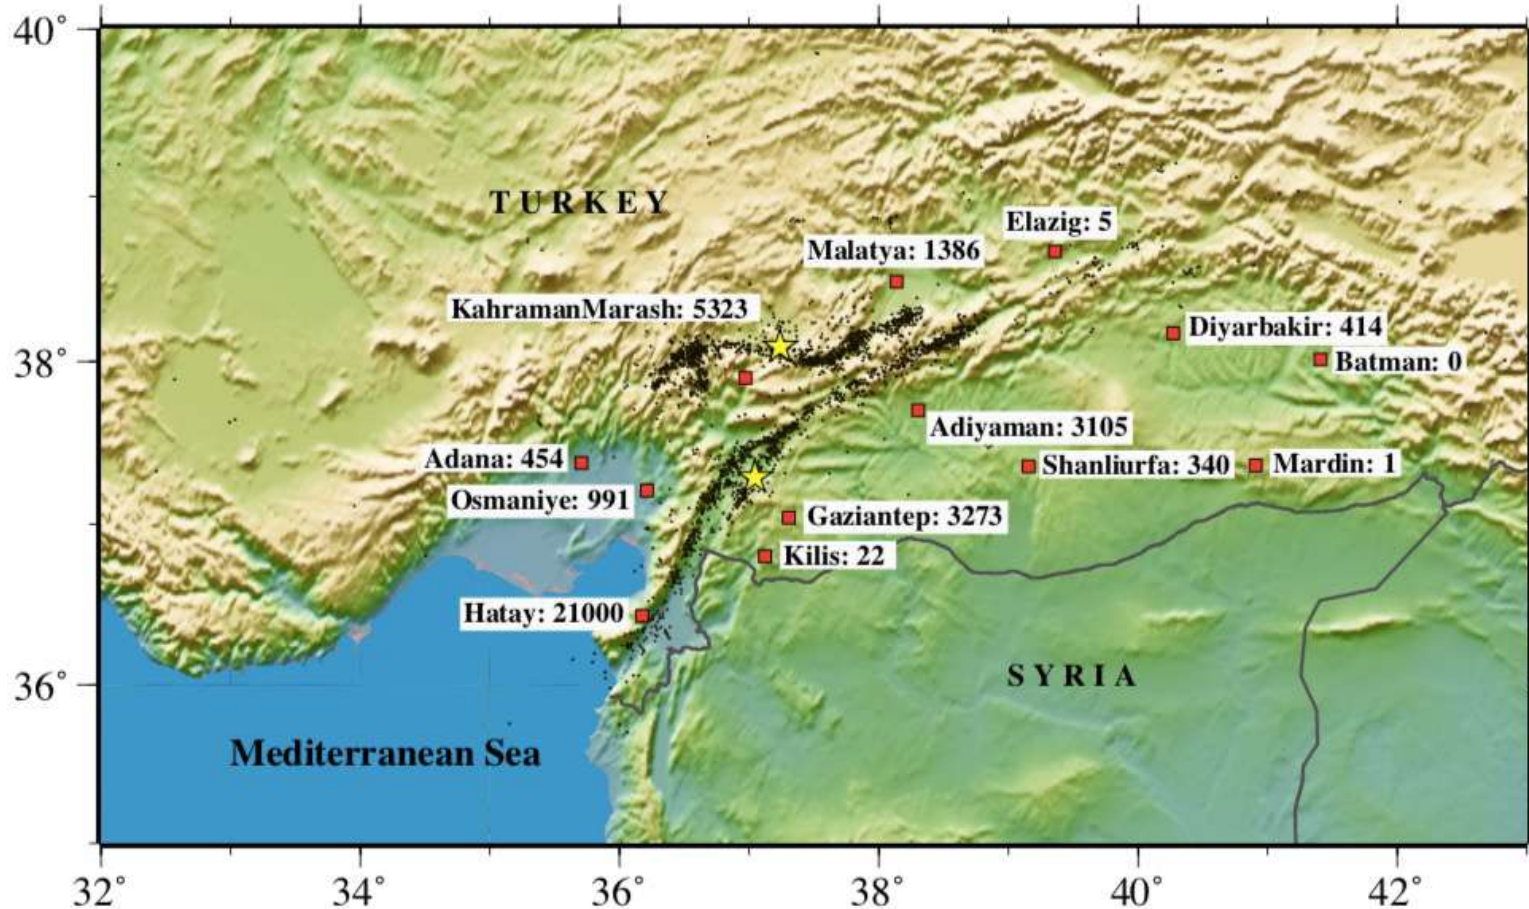 40°
TURKEY
Elazig: 5
Malatya: 1386
KahramanMarash: 5323
Diyarbakir: 414
38°
Batman: 0
Adiyaman: 3105
Adana: 454
Shanliurfa: 340
Mardin: 1
Osmaniye: 991
Gaziantep: 3273
Kilis: 22
Hatay: 21000
SYRIA
36°
Mediterranean Sea
32°
34°
36°
38°
40°
42°